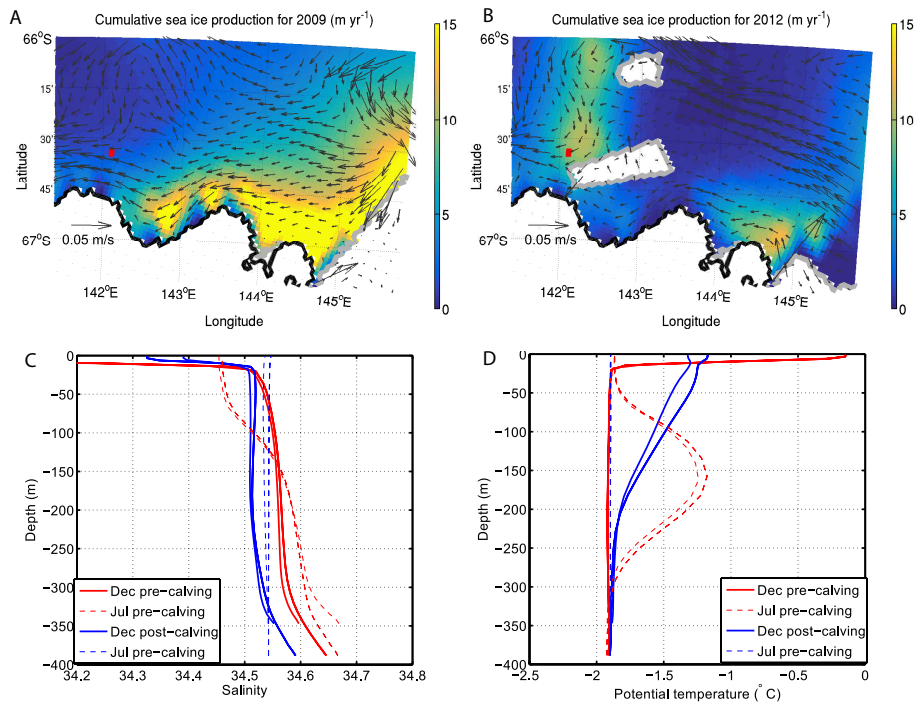 A
Cumulative sea ice production for 2009 (m yr⁻¹)
66°S
15'
30'
45'
67°S
Latitude
0.05 m/s
142°E
143°E
144°E
145°E
Longitude
15
10
5
0
B
Cumulative sea ice production for 2012 (m yr⁻¹)
66°S
15'
30'
45'
67°S
Latitude
0.05 m/s
142°E
143°E
144°E
145°E
Longitude
15
10
5
0
C
0
−50
−100
−150
−200
−250
−300
−350
−400
Depth (m)
Dec pre−calving
Jul pre−calving
Dec post−calving
Jul pre−calving
34.2
34.3
34.4
34.5
34.6
34.7
34.8
Salinity
D
0
−50
−100
−150
−200
−250
−300
−350
−400
Depth (m)
Dec pre−calving
Jul pre−calving
Dec post−calving
Jul pre−calving
−2.5
−2
−1.5
−1
−0.5
0
Potential temperature (°C)